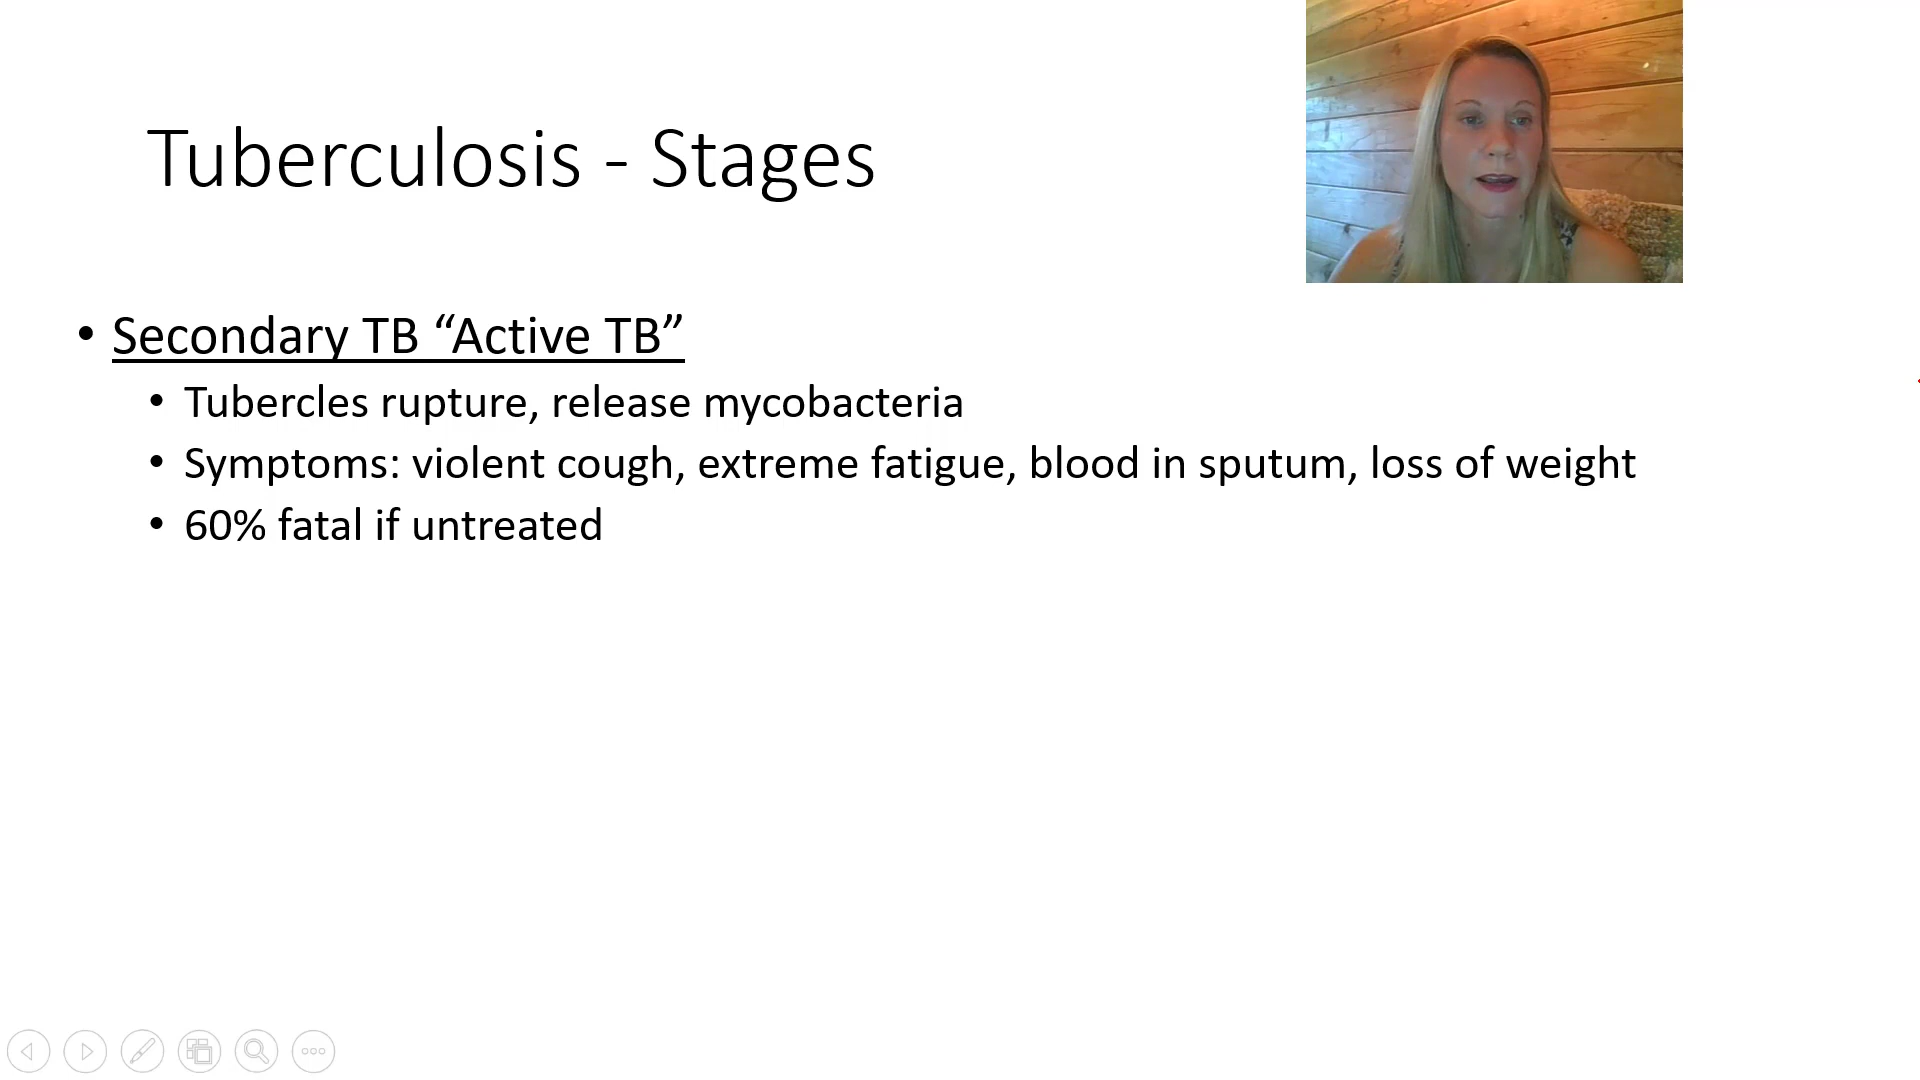 Tuberculosis - Stages
• Secondary TB “Active TB”
• Tubercles rupture, release mycobacteria
• Symptoms: violent cough, extreme fatigue, blood in sputum, loss of weight
• 60% fatal if untreated